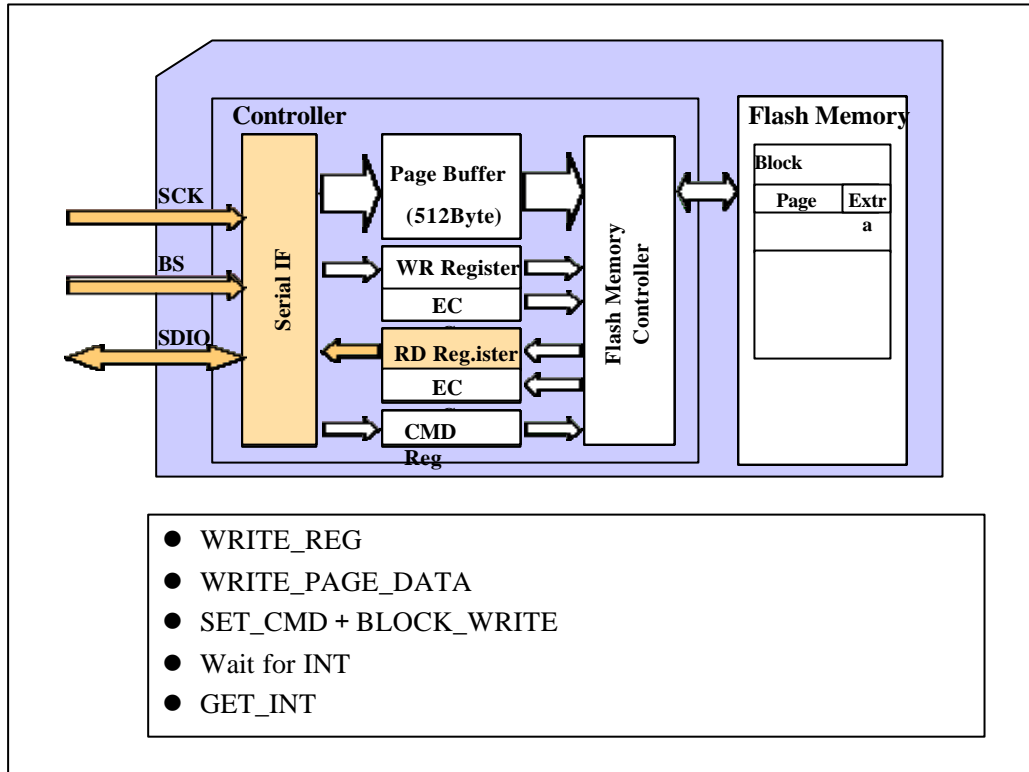 Controller
Flash Memory
SCK
BS
SDIO
Serial IF
Page Buffer
(512Byte)
WR Register
EC
RD Reg.ister
EC
CMD
Reg
Flash Memory
Controller
Block
Page
Extr
a
● WRITE_REG
● WRITE_PAGE_DATA
● SET_CMD + BLOCK_WRITE
● Wait for INT
● GET_INT